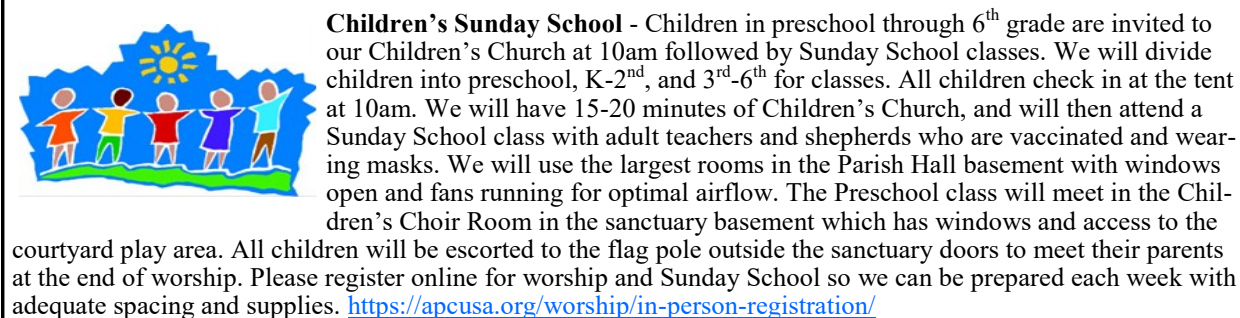 Children's Sunday School - Children in preschool through 6th grade are invited to
our Children's Church at 10am followed by Sunday School classes. We will divide
children into preschool, K-2nd, and 3rd-6th for classes. All children check in at the tent
at 10am. We will have 15-20 minutes of Children's Church, and will then attend a
Sunday School class with adult teachers and shepherds who are vaccinated and wear-
ing masks. We will use the largest rooms in the Parish Hall basement with windows
open and fans running for optimal airflow. The Preschool class will meet in the Chil-
dren's Choir Room in the sanctuary basement which has windows and access to the
courtyard play area. All children will be escorted to the flag pole outside the sanctuary doors to meet their parents
at the end of worship. Please register online for worship and Sunday School so we can be prepared each week with
adequate spacing and supplies. https://apcusa.org/worship/in-person-registration/